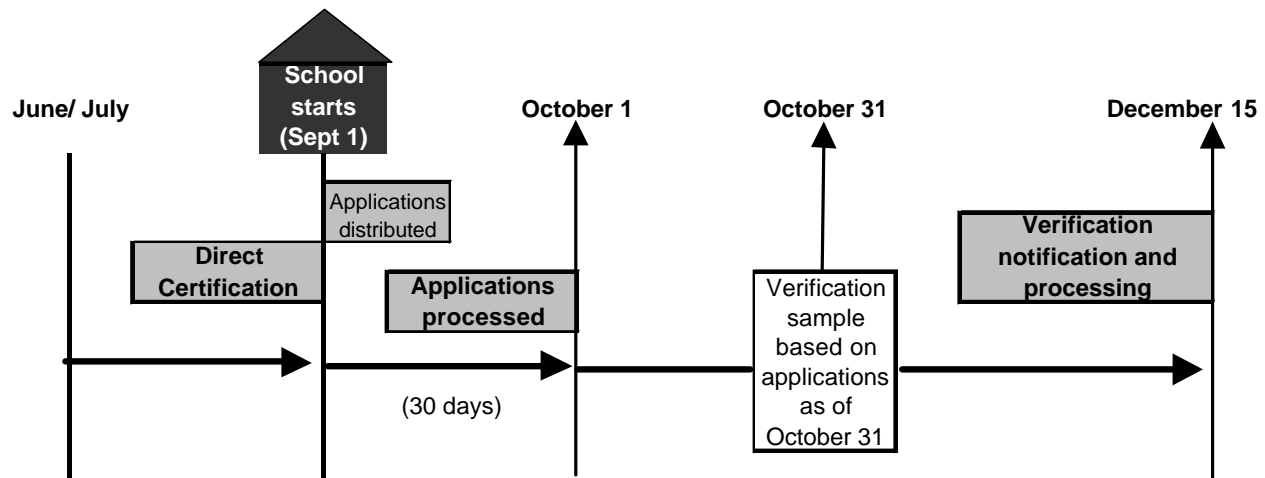 School
starts
(Sept 1)
June/ July
October 1
October 31
December 15
Applications
distributed
Direct
Certification
Applications
processed
(30 days)
Verification
sample
based on
applications
as of
October 31
Verification
notification and
processing